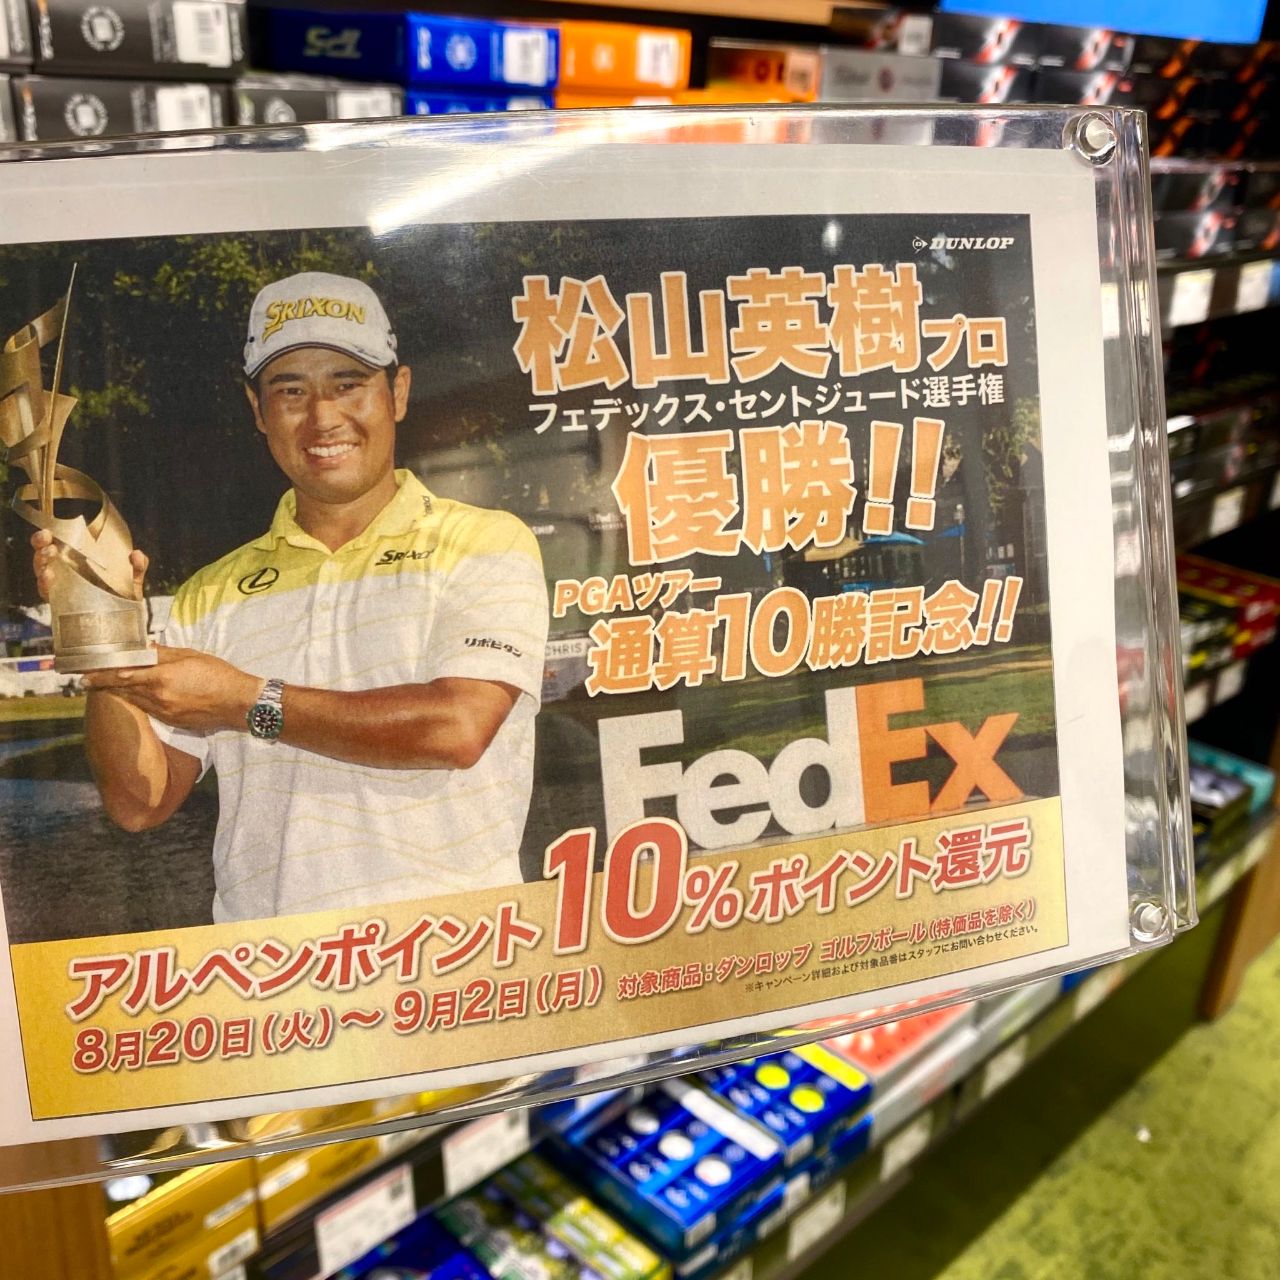 DUNLOP
SRIXON
松山英樹プロ
フェデックス・セントジュード選手権
優勝!!
PGAツアー
通算10勝記念!!
SRIXON
リポビタン
CHRIS
FedEx
アルペンポイント10%ポイント還元
8月20日(火)～9月2日(月)
対象商品：ダンロップ ゴルフボール(特価品を除く)
※キャンペーン詳細および対象品番はスタッフにお問い合わせください。